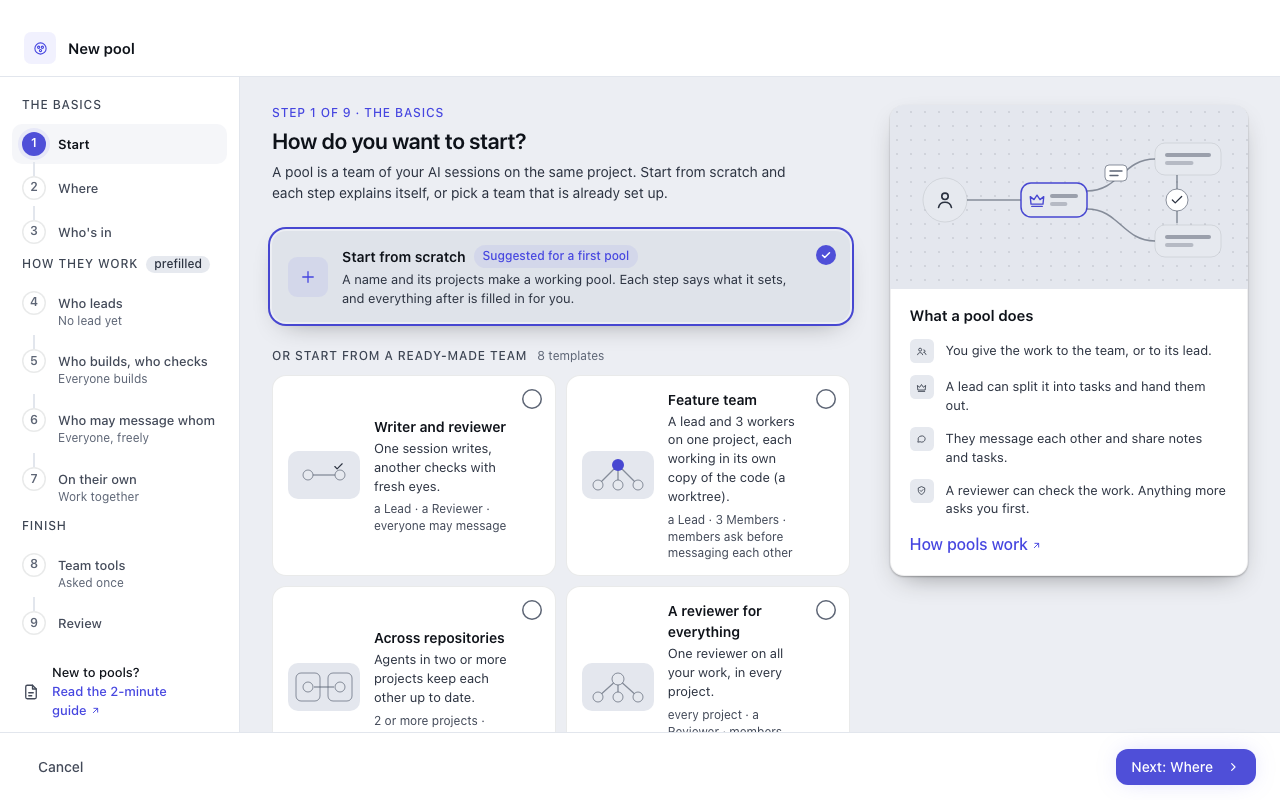 New pool
THE BASICS
1 Start
2 Where
3 Who's in
HOW THEY WORK prefilled
4 Who leads
No lead yet
5 Who builds, who checks
Everyone builds
6 Who may message whom
Everyone, freely
7 On their own
Work together
FINISH
8 Team tools
Asked once
9 Review
New to pools?
Read the 2-minute
guide ↗
STEP 1 OF 9 · THE BASICS
How do you want to start?
A pool is a team of your AI sessions on the same project. Start from scratch and
each step explains itself, or pick a team that is already set up.
Start from scratch Suggested for a first pool
A name and its projects make a working pool. Each step says what it sets,
and everything after is filled in for you.
OR START FROM A READY-MADE TEAM 8 templates
Writer and reviewer
One session writes,
another checks with
fresh eyes.
a Lead · a Reviewer ·
everyone may message
Feature team
A lead and 3 workers
on one project, each
working in its own
copy of the code (a
worktree).
a Lead · 3 Members ·
members ask before
messaging each other
Across repositories
Agents in two or more
projects keep each
other up to date.
2 or more projects ·
A reviewer for
everything
One reviewer on all
your work, in every
project.
every project · a
Reviewer · members
What a pool does
You give the work to the team, or to its lead.
A lead can split it into tasks and hand them
out.
They message each other and share notes
and tasks.
A reviewer can check the work. Anything more
asks you first.
How pools work ↗
Cancel
Next: Where